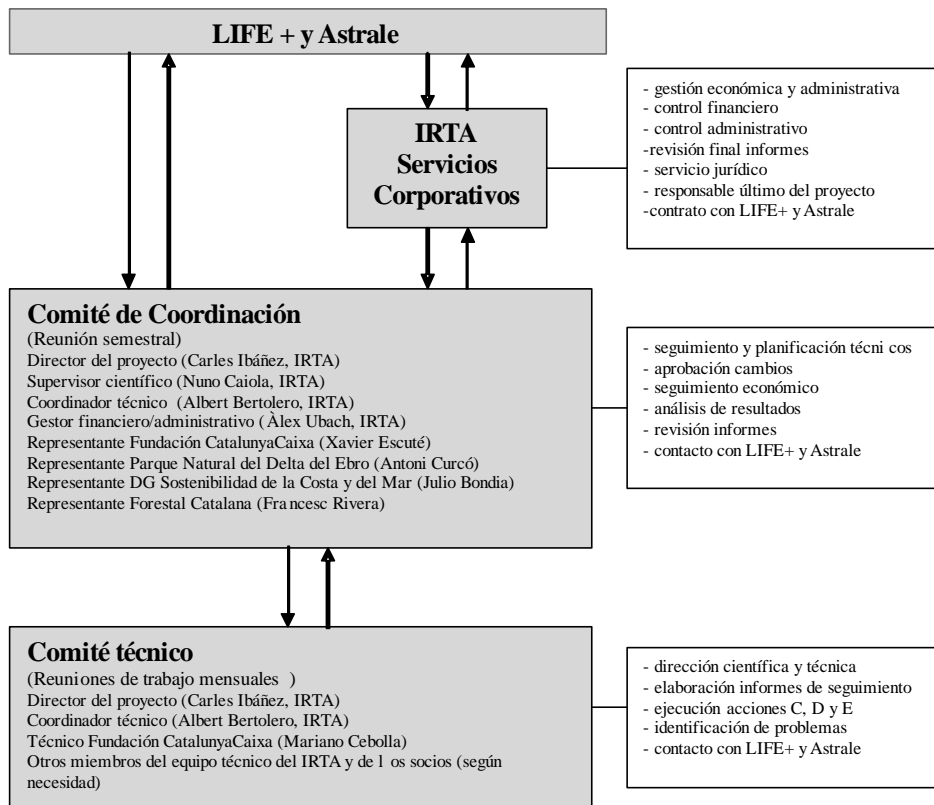 LIFE + y Astrale
IRTA
Servicios
Corporativos
- gestión económica y administrativa
- control financiero
- control administrativo
-revisión final informes
- servicio jurídico
- responsable último del proyecto
-contrato con LIFE+ y Astrale
Comité de Coordinación
(Reunión semestral)
Director del proyecto (Carles Ibáñez, IRTA)
Supervisor científico (Nuno Caiola, IRTA)
Coordinador técnico (Albert Bertolero, IRTA)
Gestor financiero/administrativo (Àlex Ubach, IRTA)
Representante Fundación CatalunyaCaixa (Xavier Escuté)
Representante Parque Natural del Delta del Ebro (Antoni Curcó)
Representante DG Sostenibilidad de la Costa y del Mar (Julio Bondia)
Representante Forestal Catalana (Francesc Rivera)
- seguimiento y planificación técni cos
- aprobación cambios
- seguimiento económico
- análisis de resultados
- revisión informes
- contacto con LIFE+ y Astrale
Comité técnico
(Reuniones de trabajo mensuales )
Director del proyecto (Carles Ibáñez, IRTA)
Coordinador técnico (Albert Bertolero, IRTA)
Técnico Fundación CatalunyaCaixa (Mariano Cebolla)
Otros miembros del equipo técnico del IRTA y de l os socios (según
necesidad)
- dirección científica y técnica
- elaboración informes de seguimiento
- ejecución acciones C, D y E
- identificación de problemas
- contacto con LIFE+ y Astrale